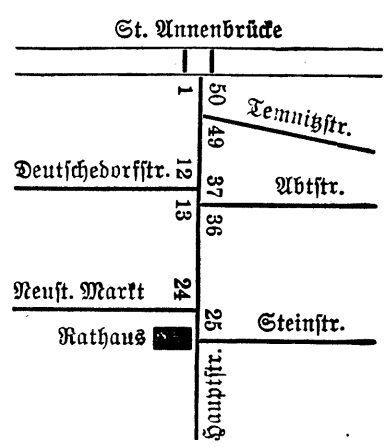 St. Annenbrücke
1
50
Temnitzstr.
49
12
Deutschedorfstr.
37
Abtstr.
13
36
Neust. Markt
24
25
Steinstr.
Rathaus
Hauptstr.